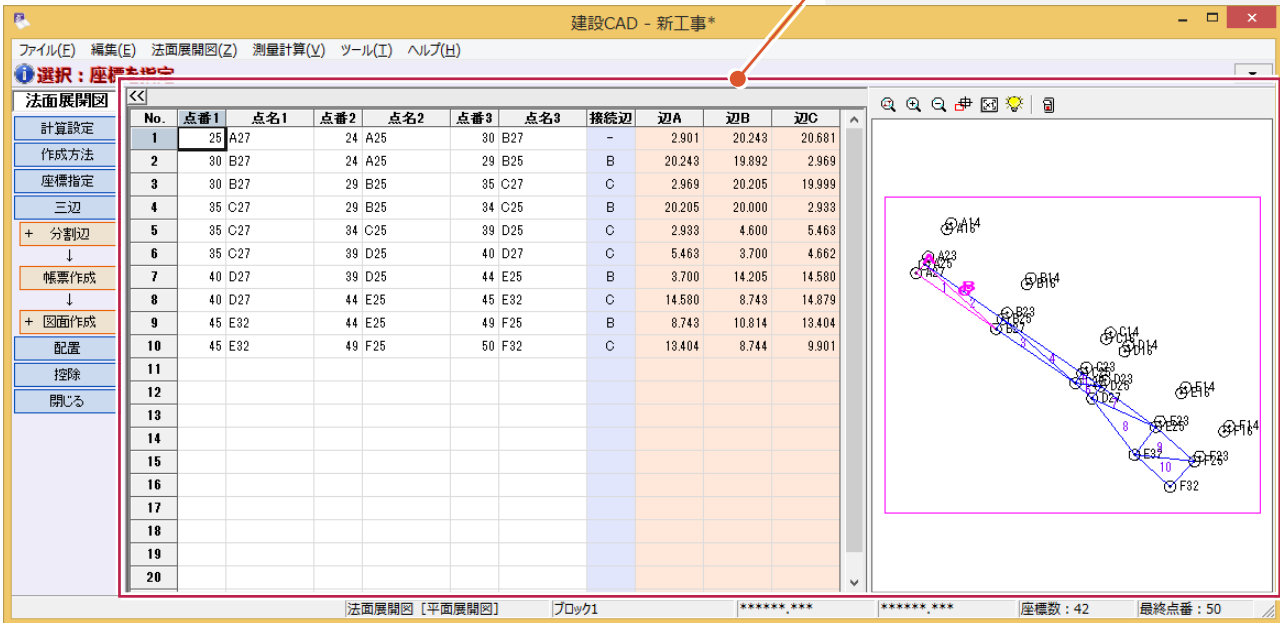 建設CAD - 新工事*
ファイル(F) 編集(E) 法面展開図(Z) 測量計算(V) ツール(T) ヘルプ(H)
選択：座標を指定
法面展開図
計算設定
作成方法
座標指定
三辺
+ 分割辺
↓
帳票作成
↓
+ 図面作成
配置
控除
閉じる
<<
No. 点番1 点名1 点番2 点名2 点番3 点名3 接続辺 辺A 辺B 辺C
1 25 A27 24 A25 30 B27 - 2.901 20.243 20.681
2 30 B27 24 A25 29 B25 B 20.243 19.892 2.969
3 30 B27 29 B25 35 C27 C 2.969 20.205 19.999
4 35 C27 29 B25 34 C25 B 20.205 20.000 2.933
5 35 C27 34 C25 39 D25 C 2.933 4.600 5.463
6 35 C27 39 D25 40 D27 C 5.463 3.700 4.662
7 40 D27 39 D25 44 E25 B 3.700 14.205 14.580
8 40 D27 44 E25 45 E32 C 14.580 8.743 14.879
9 45 E32 44 E25 49 F25 B 8.743 10.814 13.404
10 45 E32 49 F25 50 F32 C 13.404 8.744 9.901
11
12
13
14
15
16
17
18
19
20
A14
A16
A23
A25
A27
1
2
B14
B16
B23
B25
B27
3
4
C14
C16
D14
D16
C23
D23
D25
D27
E14
E16
8
E23
E25
F14
F16
E32
9
10
F23
F25
F32
法面展開図 [平面展開図] ブロック1 ******.*** ******.*** 座標数：42 最終点番：50